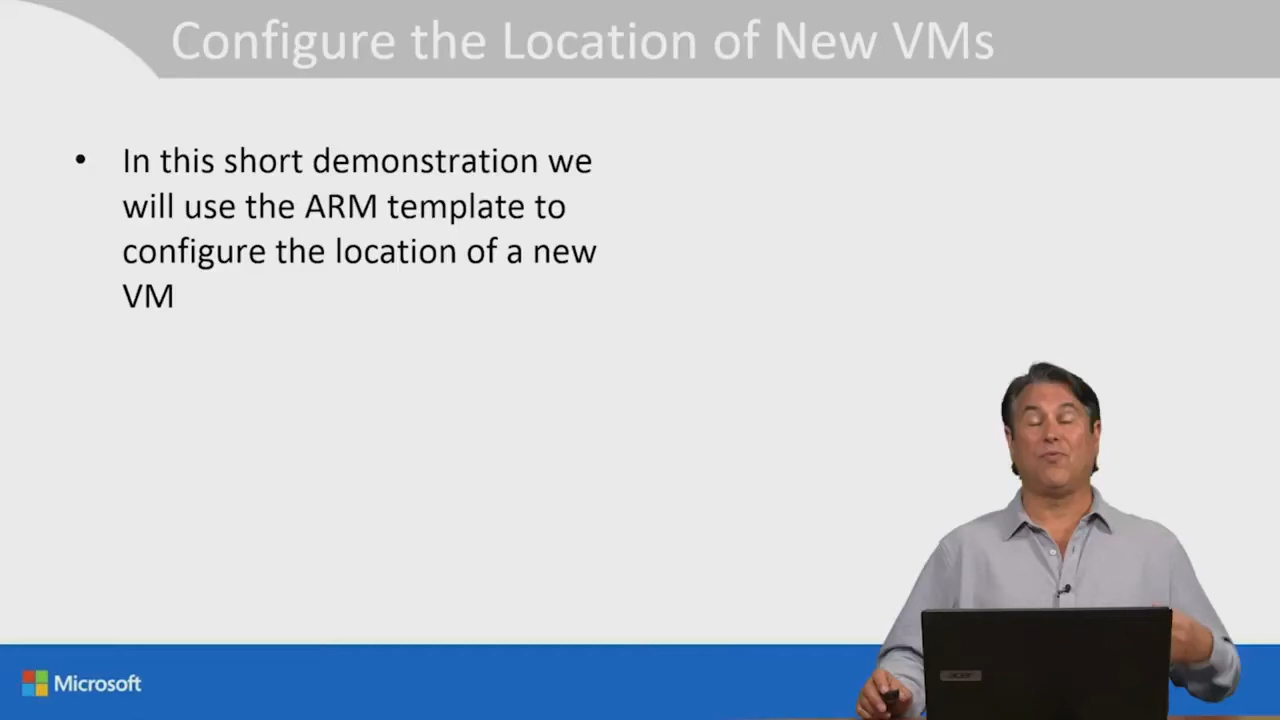 Configure the Location of New VMs
• In this short demonstration we
will use the ARM template to
configure the location of a new
VM
acer
Microsoft